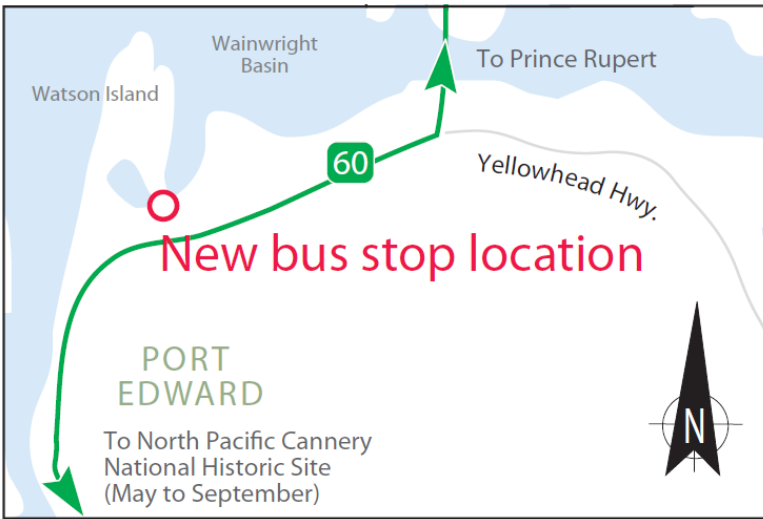 Wainwright
Basin
To Prince Rupert
Watson Island
60
Yellowhead Hwy.
New bus stop location
PORT
EDWARD
To North Pacific Cannery
National Historic Site
(May to September)
N